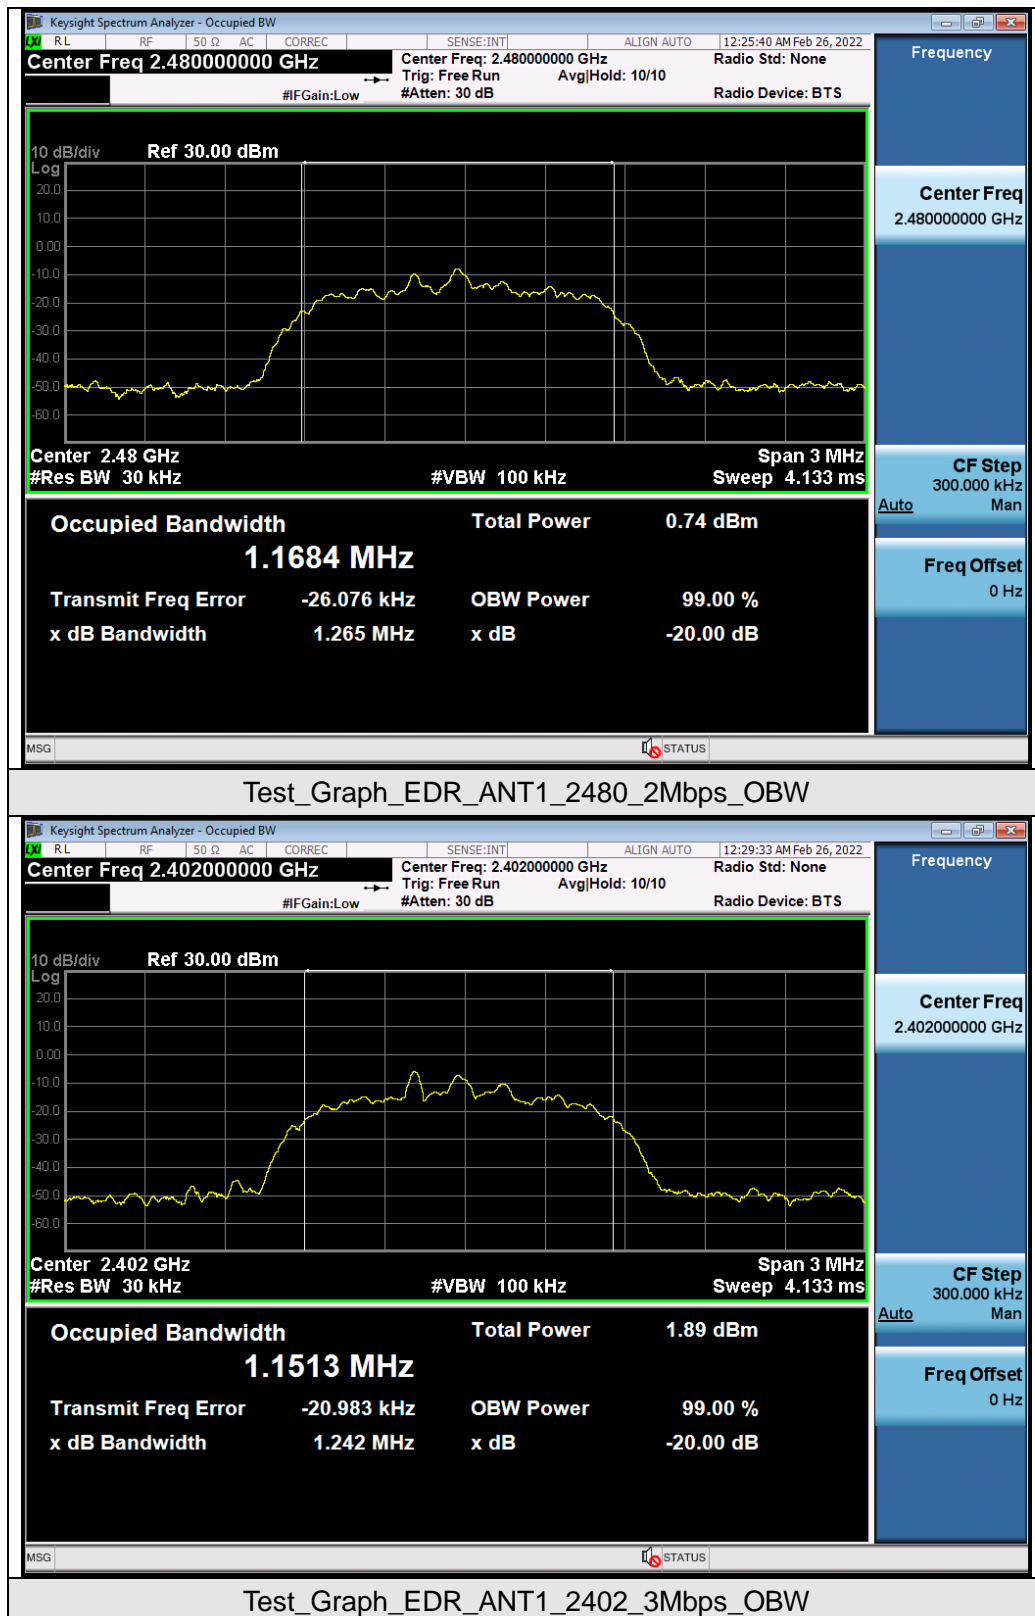 Keysight Spectrum Analyzer - Occupied BW
LXI RL RF 50 Ω AC CORREC SENSE:INT ALIGN AUTO 12:25:40 AM Feb 26, 2022
Center Freq 2.480000000 GHz
Center Freq: 2.480000000 GHz Radio Std: None
Trig: Free Run Avg|Hold: 10/10
#IFGain:Low #Atten: 30 dB Radio Device: BTS
Frequency
10 dB/div Ref 30.00 dBm
Log
20.0
10.0
0.00
-10.0
-20.0
-30.0
-40.0
-50.0
-60.0
Center 2.48 GHz Span 3 MHz
#Res BW 30 kHz #VBW 100 kHz Sweep 4.133 ms
Center Freq
2.480000000 GHz
CF Step
300.000 kHz
Auto Man
Freq Offset
0 Hz
Occupied Bandwidth Total Power 0.74 dBm
1.1684 MHz
Transmit Freq Error -26.076 kHz OBW Power 99.00 %
x dB Bandwidth 1.265 MHz x dB -20.00 dB
MSG STATUS
Test_Graph_EDR_ANT1_2480_2Mbps_OBW
Keysight Spectrum Analyzer - Occupied BW
LXI RL RF 50 Ω AC CORREC SENSE:INT ALIGN AUTO 12:29:33 AM Feb 26, 2022
Center Freq 2.402000000 GHz
Center Freq: 2.402000000 GHz Radio Std: None
Trig: Free Run Avg|Hold: 10/10
#IFGain:Low #Atten: 30 dB Radio Device: BTS
Frequency
10 dB/div Ref 30.00 dBm
Log
20.0
10.0
0.00
-10.0
-20.0
-30.0
-40.0
-50.0
-60.0
Center 2.402 GHz Span 3 MHz
#Res BW 30 kHz #VBW 100 kHz Sweep 4.133 ms
Center Freq
2.402000000 GHz
CF Step
300.000 kHz
Auto Man
Freq Offset
0 Hz
Occupied Bandwidth Total Power 1.89 dBm
1.1513 MHz
Transmit Freq Error -20.983 kHz OBW Power 99.00 %
x dB Bandwidth 1.242 MHz x dB -20.00 dB
MSG STATUS
Test_Graph_EDR_ANT1_2402_3Mbps_OBW